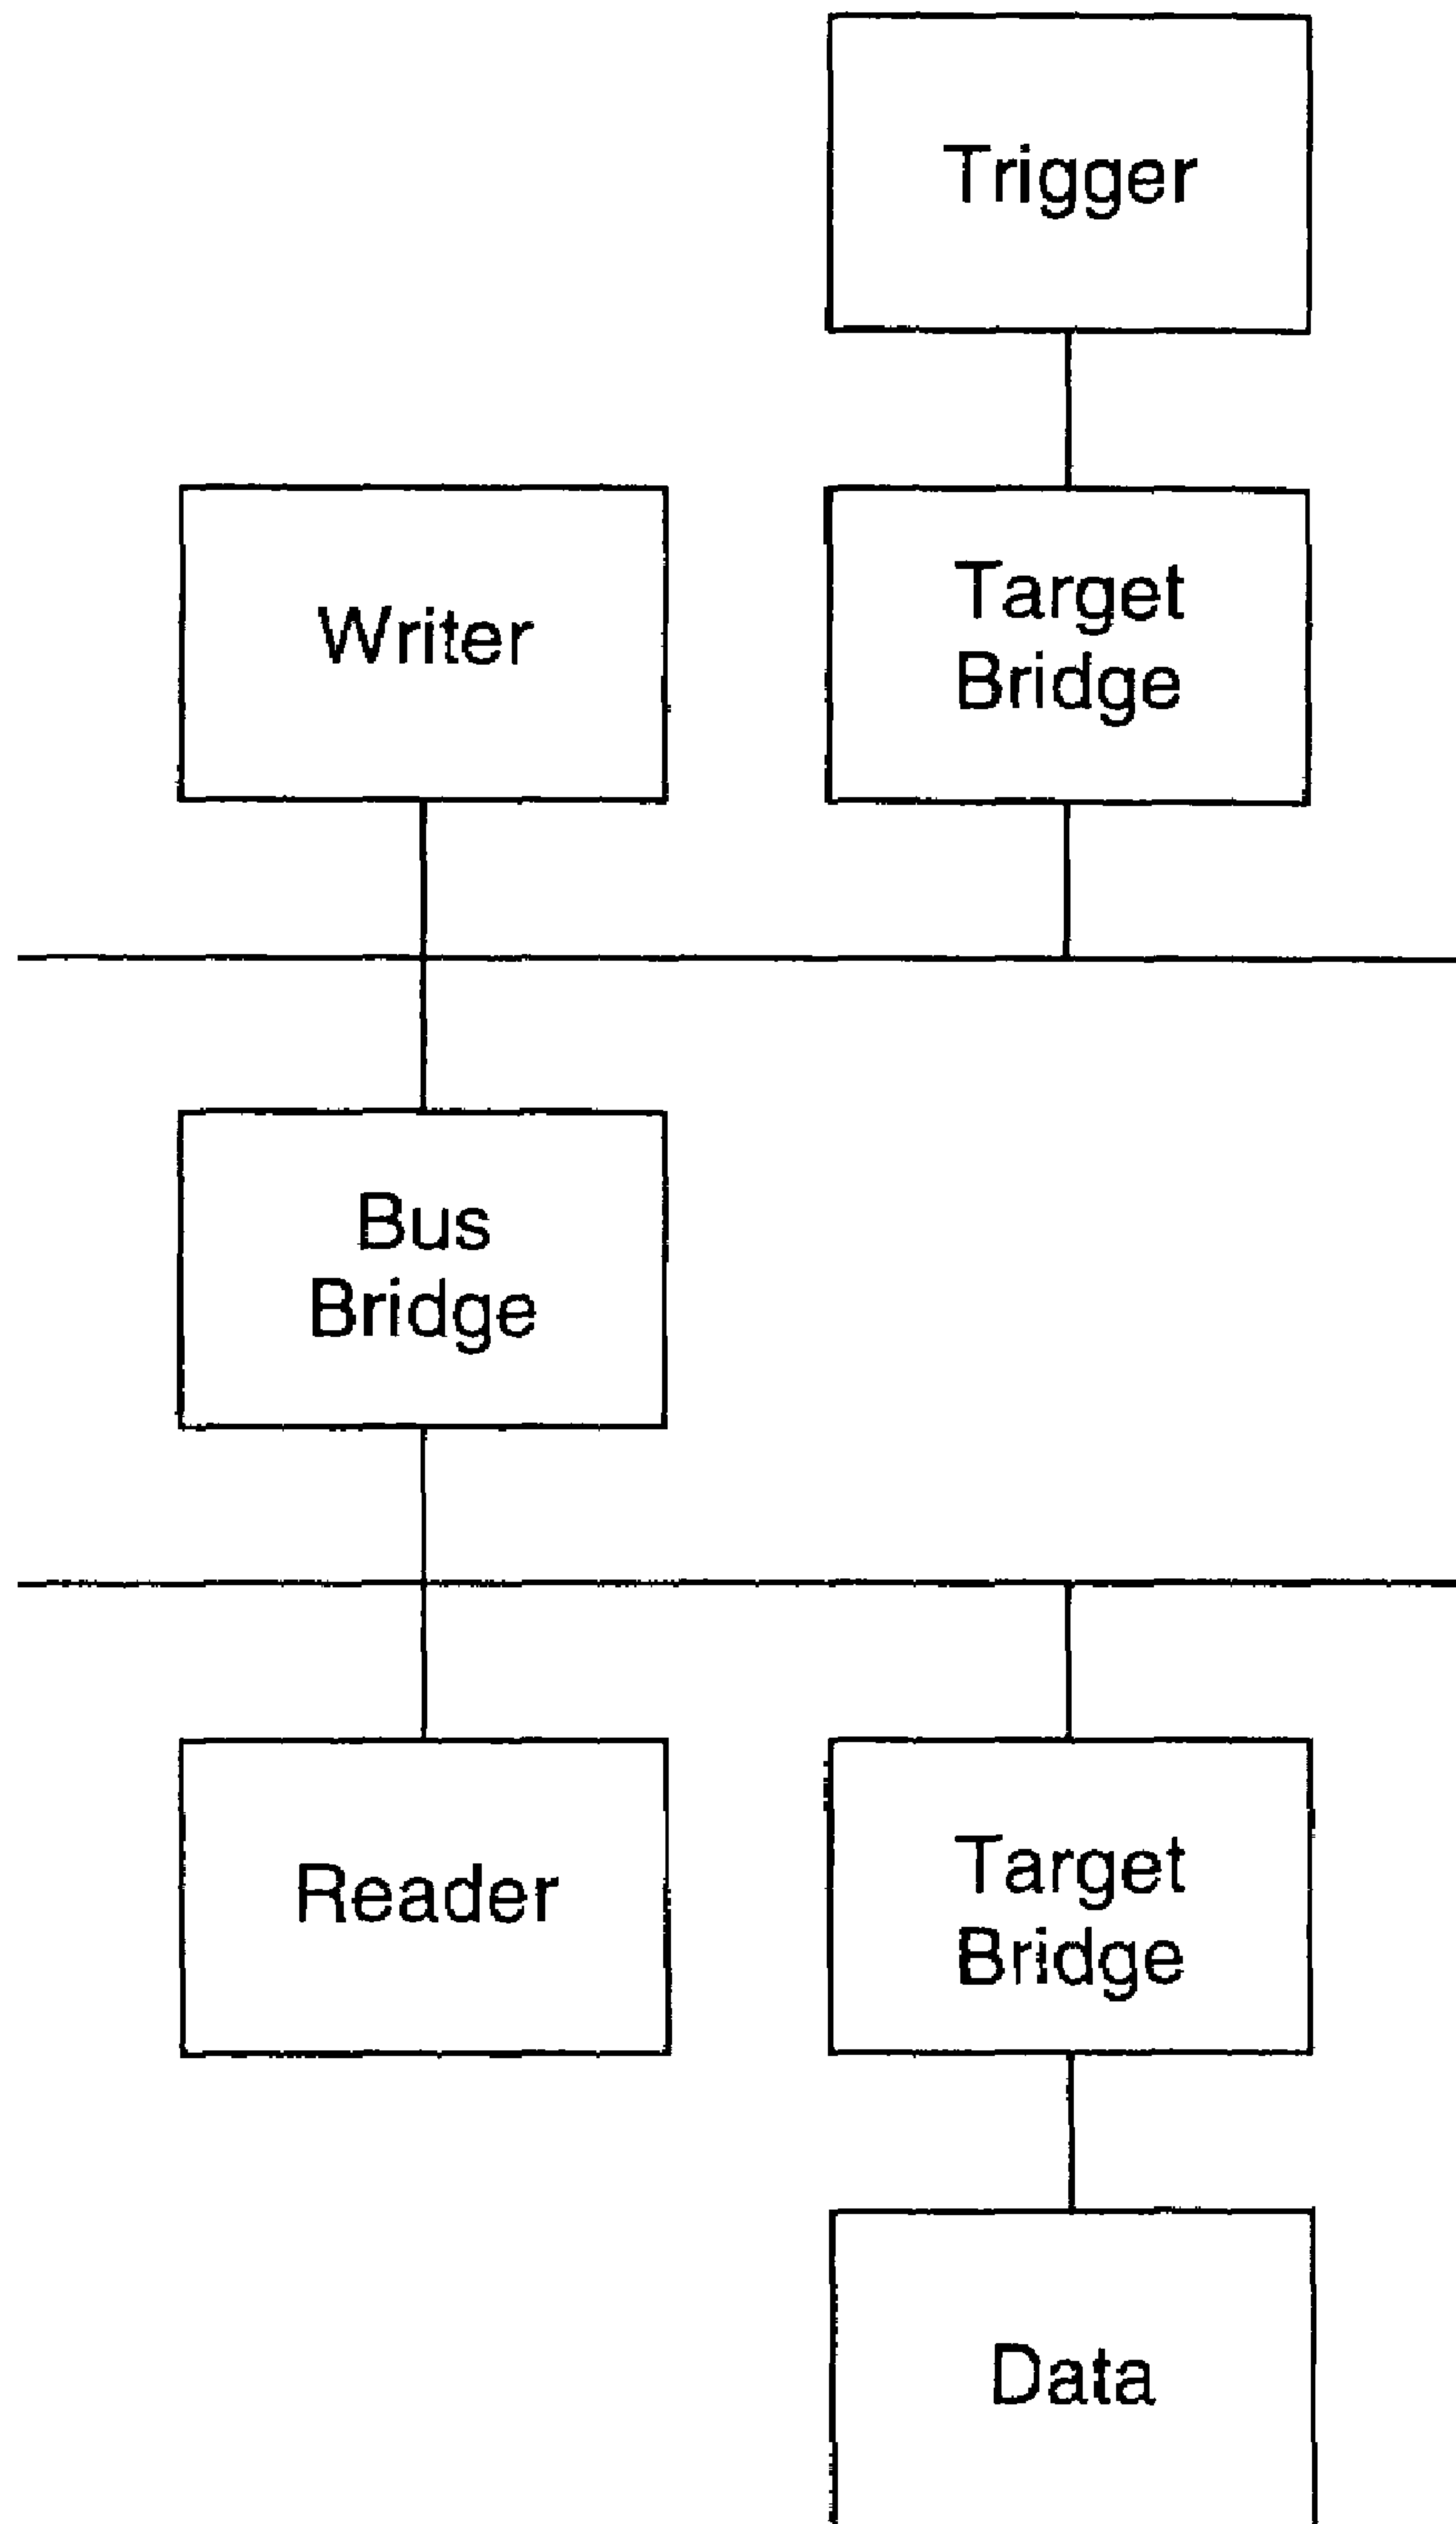 Trigger
Writer
Target
Bridge
Bus
Bridge
Reader
Target
Bridge
Data